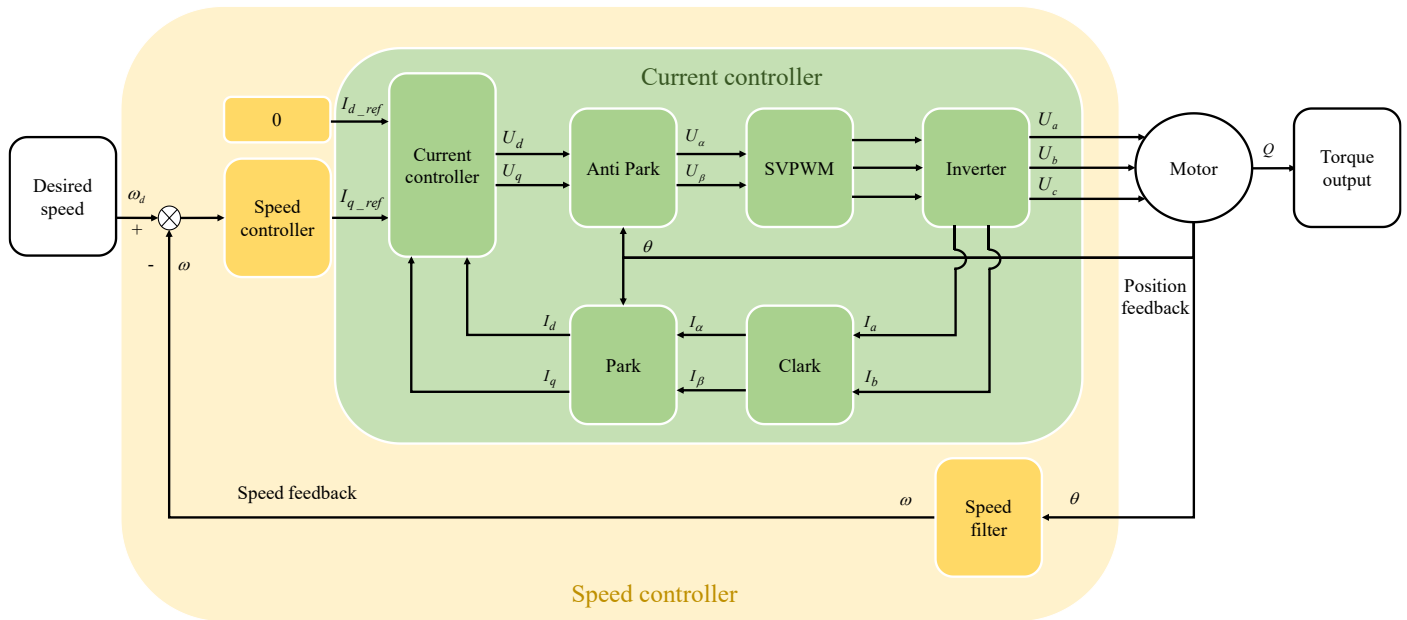 Current controller
0
I_d_ref
Current
controller
U_d
U_q
Anti Park
U_α
U_β
SVPWM
Inverter
U_a
U_b
U_c
Motor
Q
Torque
output
Desired
speed
ω_d
+
-
ω
Speed
controller
I_q_ref
θ
Position
feedback
I_d
I_q
Park
I_α
I_β
Clark
I_a
I_b
Speed feedback
ω
Speed
filter
θ
Speed controller